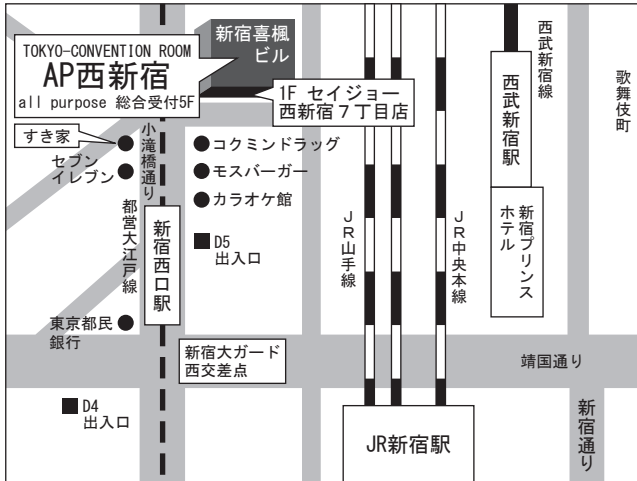 TOKYO-CONVENTION ROOM
AP西新宿
all purpose 総合受付5F
新宿喜楓
ビル
1F セイジョー
西新宿７丁目店
すき家
セブン
イレブン
小滝橋通り
コクミンドラッグ
モスバーガー
カラオケ館
都営大江戸線
新宿西口駅
D5
出入口
東京都民
銀行
新宿大ガード
西交差点
D4
出入口
JR山手線
JR中央本線
西武新宿線
西武新宿駅
新宿プリンス
ホテル
歌舞伎町
靖国通り
新宿通り
JR新宿駅